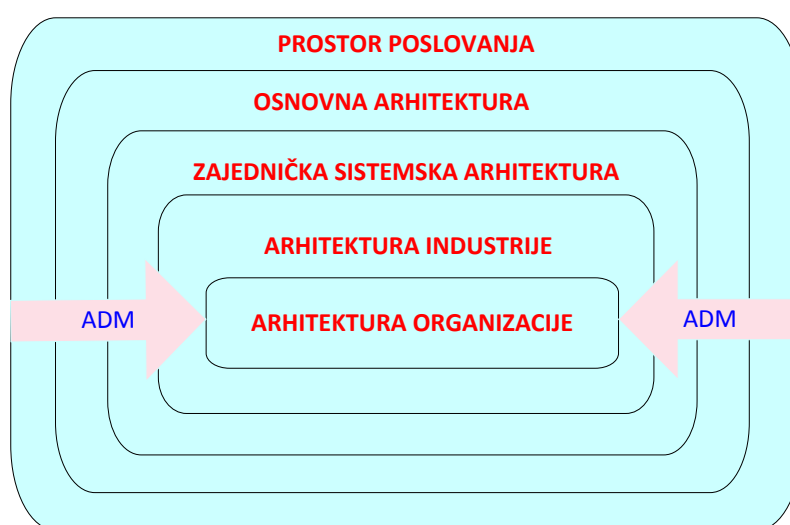 PROSTOR POSLOVANJA
OSNOVNA ARHITEKTURA
ZAJEDNIČKA SISTEMSKA ARHITEKTURA
ARHITEKTURA INDUSTRIJE
ADM
ARHITEKTURA ORGANIZACIJE
ADM